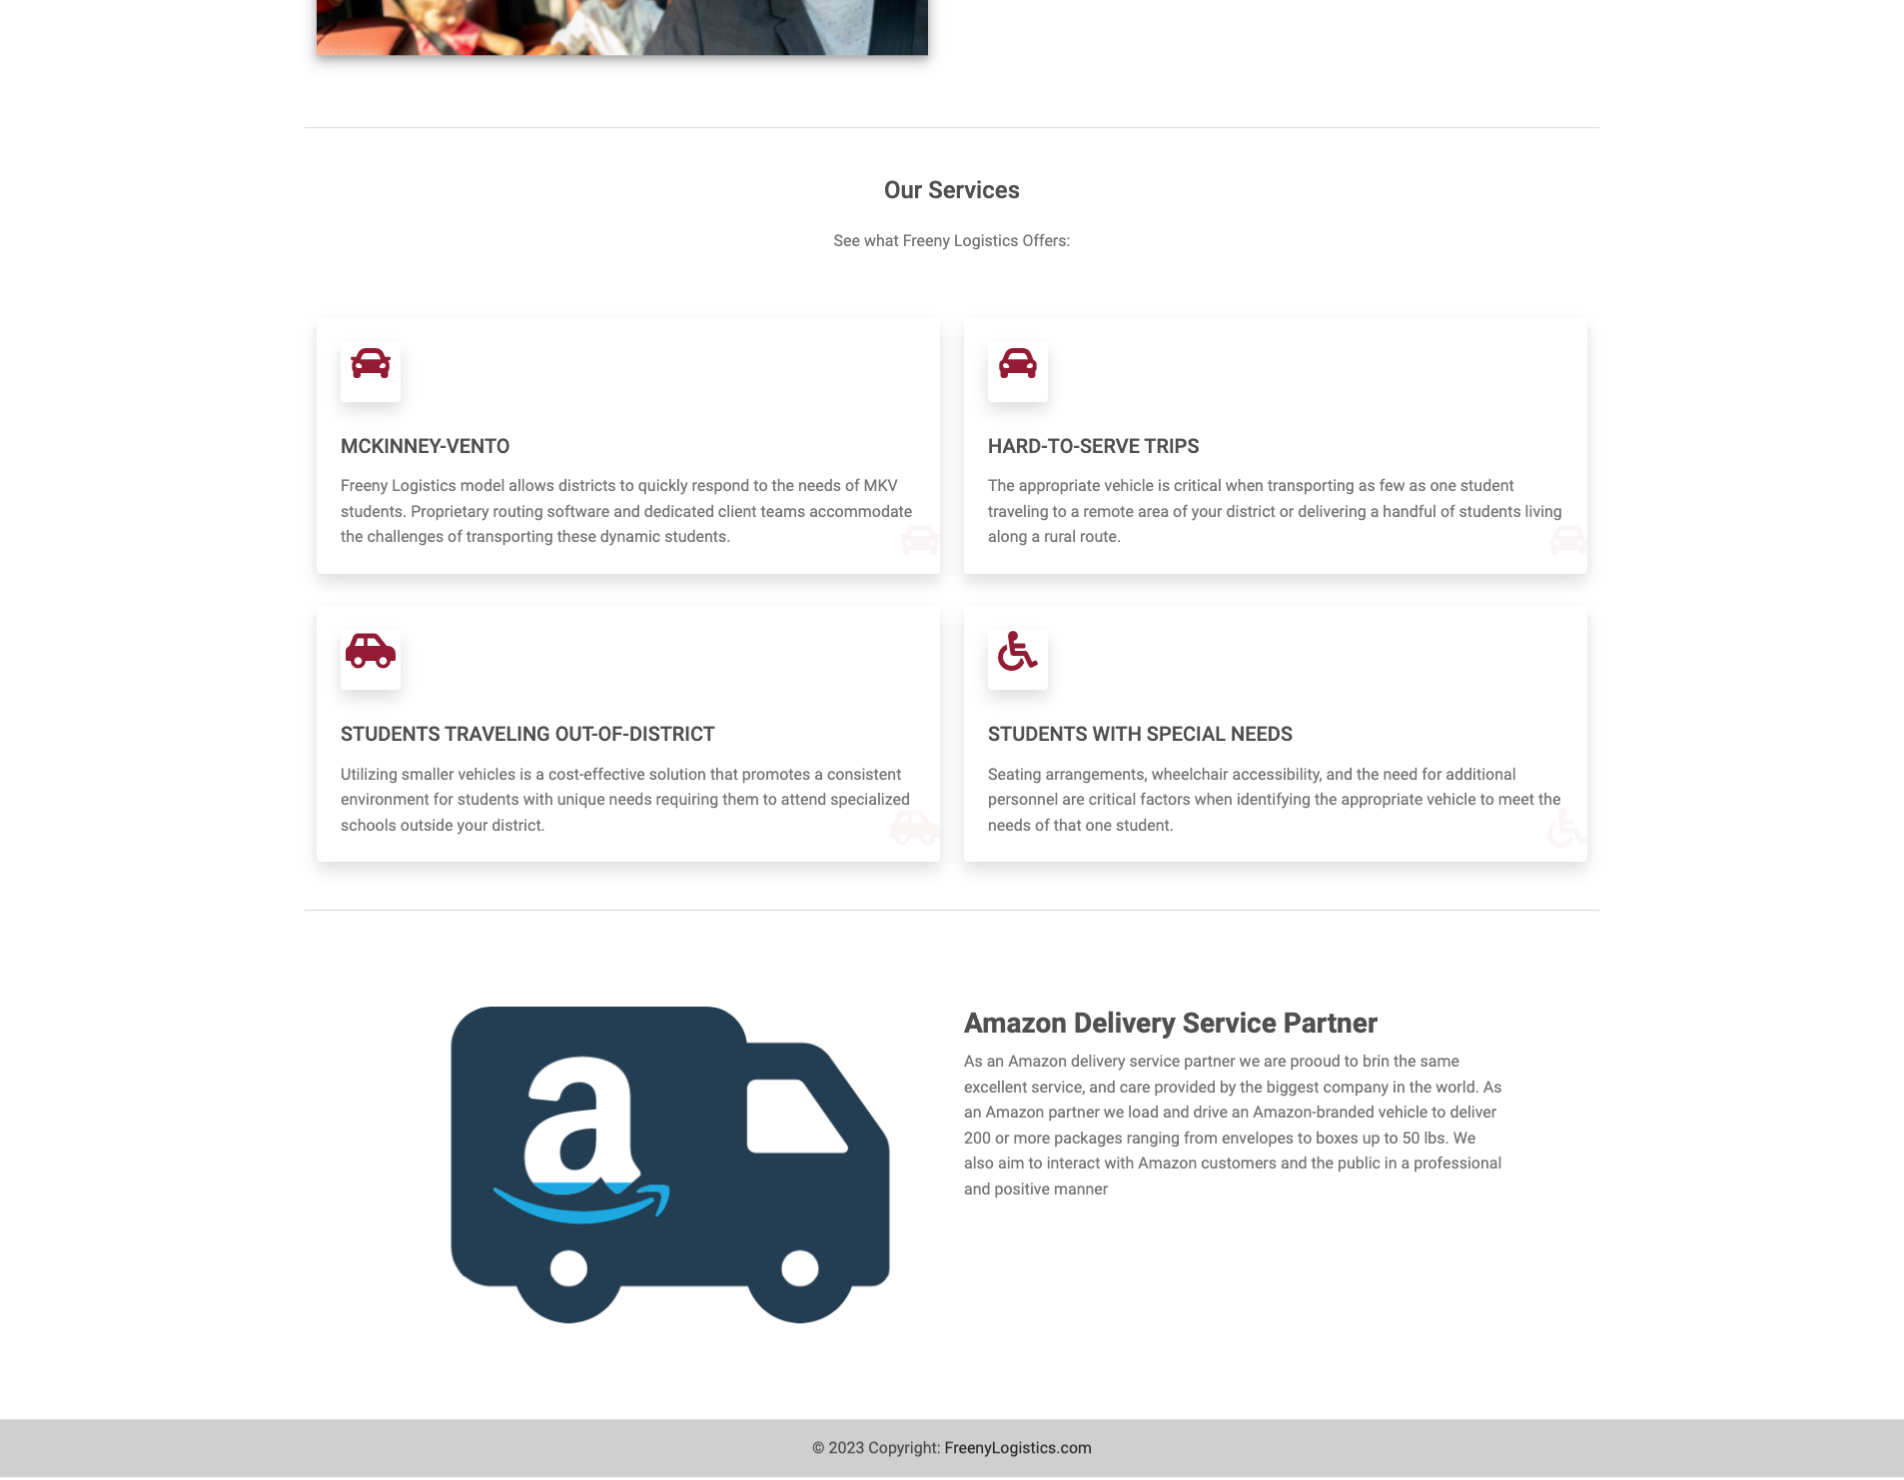 Our Services
See what Freeny Logistics Offers:
MCKINNEY-VENTO
Freeny Logistics model allows districts to quickly respond to the needs of MKV
students. Proprietary routing software and dedicated client teams accommodate
the challenges of transporting these dynamic students.
HARD-TO-SERVE TRIPS
The appropriate vehicle is critical when transporting as few as one student
traveling to a remote area of your district or delivering a handful of students living
along a rural route.
STUDENTS TRAVELING OUT-OF-DISTRICT
Utilizing smaller vehicles is a cost-effective solution that promotes a consistent
environment for students with unique needs requiring them to attend specialized
schools outside your district.
STUDENTS WITH SPECIAL NEEDS
Seating arrangements, wheelchair accessibility, and the need for additional
personnel are critical factors when identifying the appropriate vehicle to meet the
needs of that one student.
a
Amazon Delivery Service Partner
As an Amazon delivery service partner we are prooud to brin the same
excellent service, and care provided by the biggest company in the world. As
an Amazon partner we load and drive an Amazon-branded vehicle to deliver
200 or more packages ranging from envelopes to boxes up to 50 lbs. We
also aim to interact with Amazon customers and the public in a professional
and positive manner
© 2023 Copyright: FreenyLogistics.com